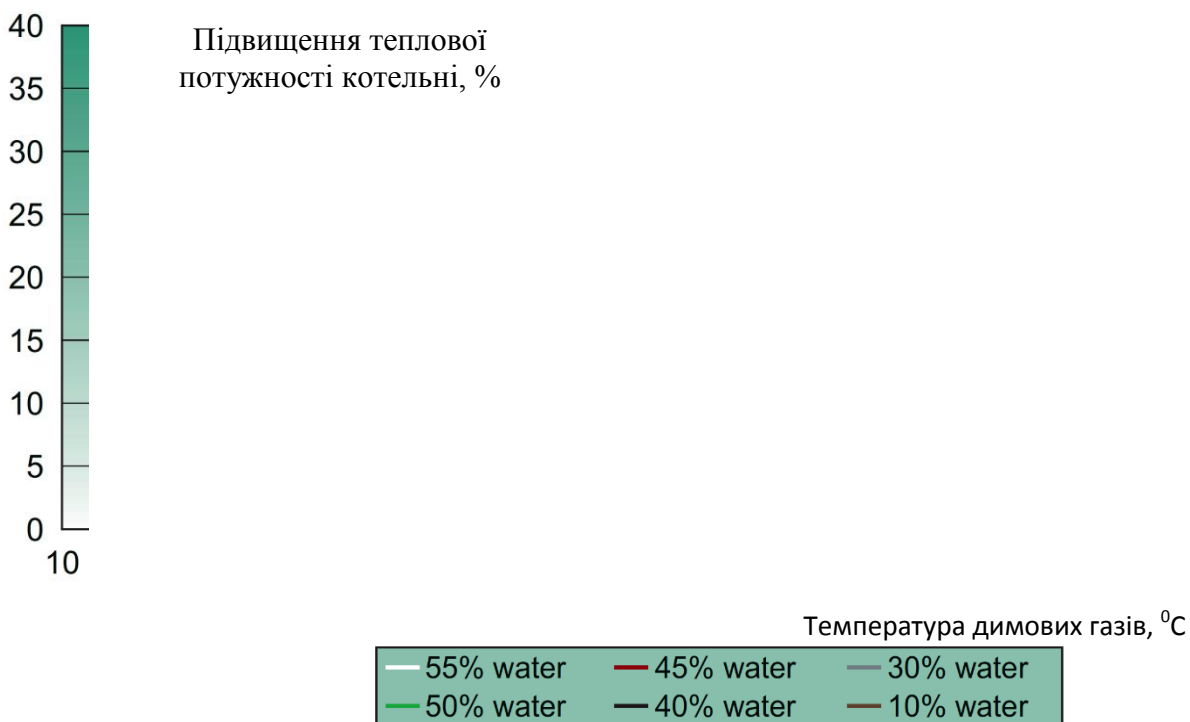 Підвищення теплової
потужності котельні, %
40
35
30
25
20
15
10
5
0
10
Температура димових газів, ⁰C
55% water 45% water 30% water
50% water 40% water 10% water